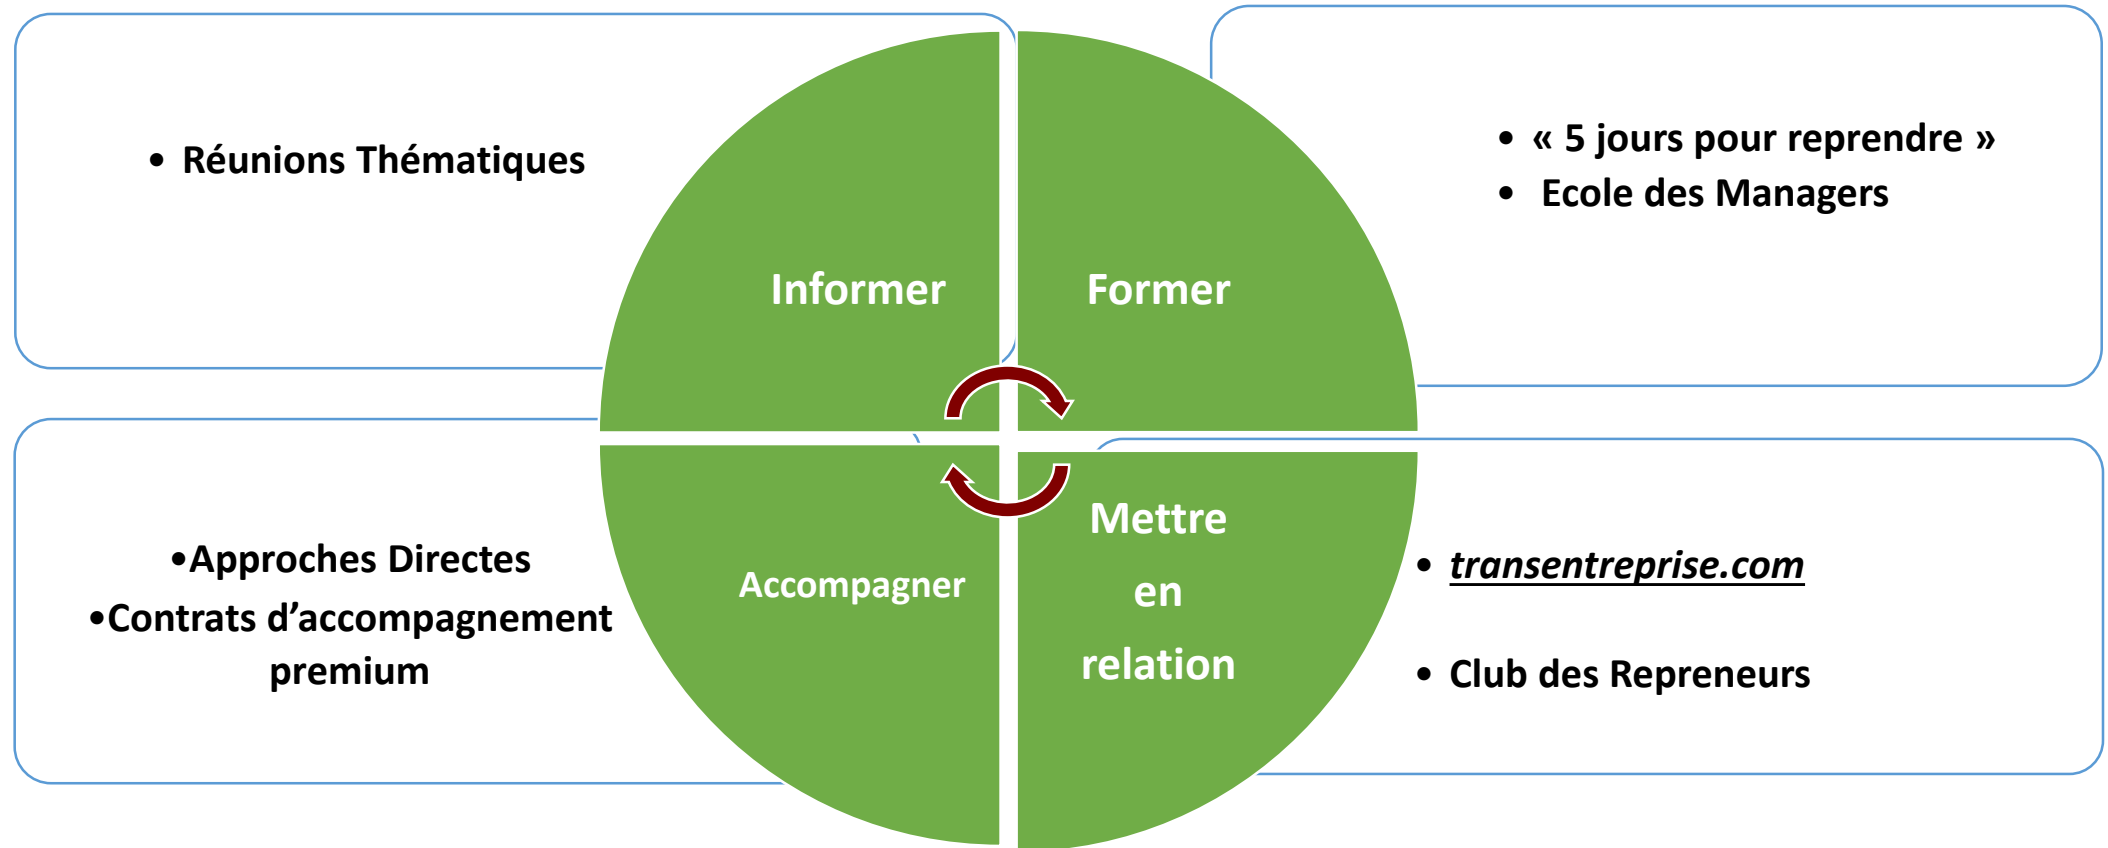 • Réunions Thématiques
Informer
Former
• « 5 jours pour reprendre »
• Ecole des Managers
•Approches Directes
•Contrats d’accompagnement
premium
Accompagner
Mettre
en
relation
• transentreprise.com
• Club des Repreneurs